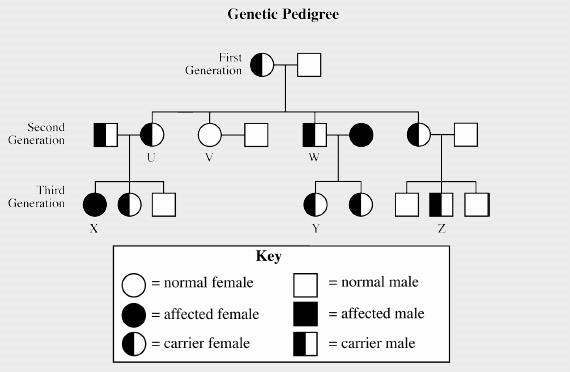 Genetic Pedigree
First
Generation
Second
Generation
U
V
W
Third
Generation
X
Y
Z
Key
= normal female
= normal male
= affected female
= affected male
= carrier female
= carrier male